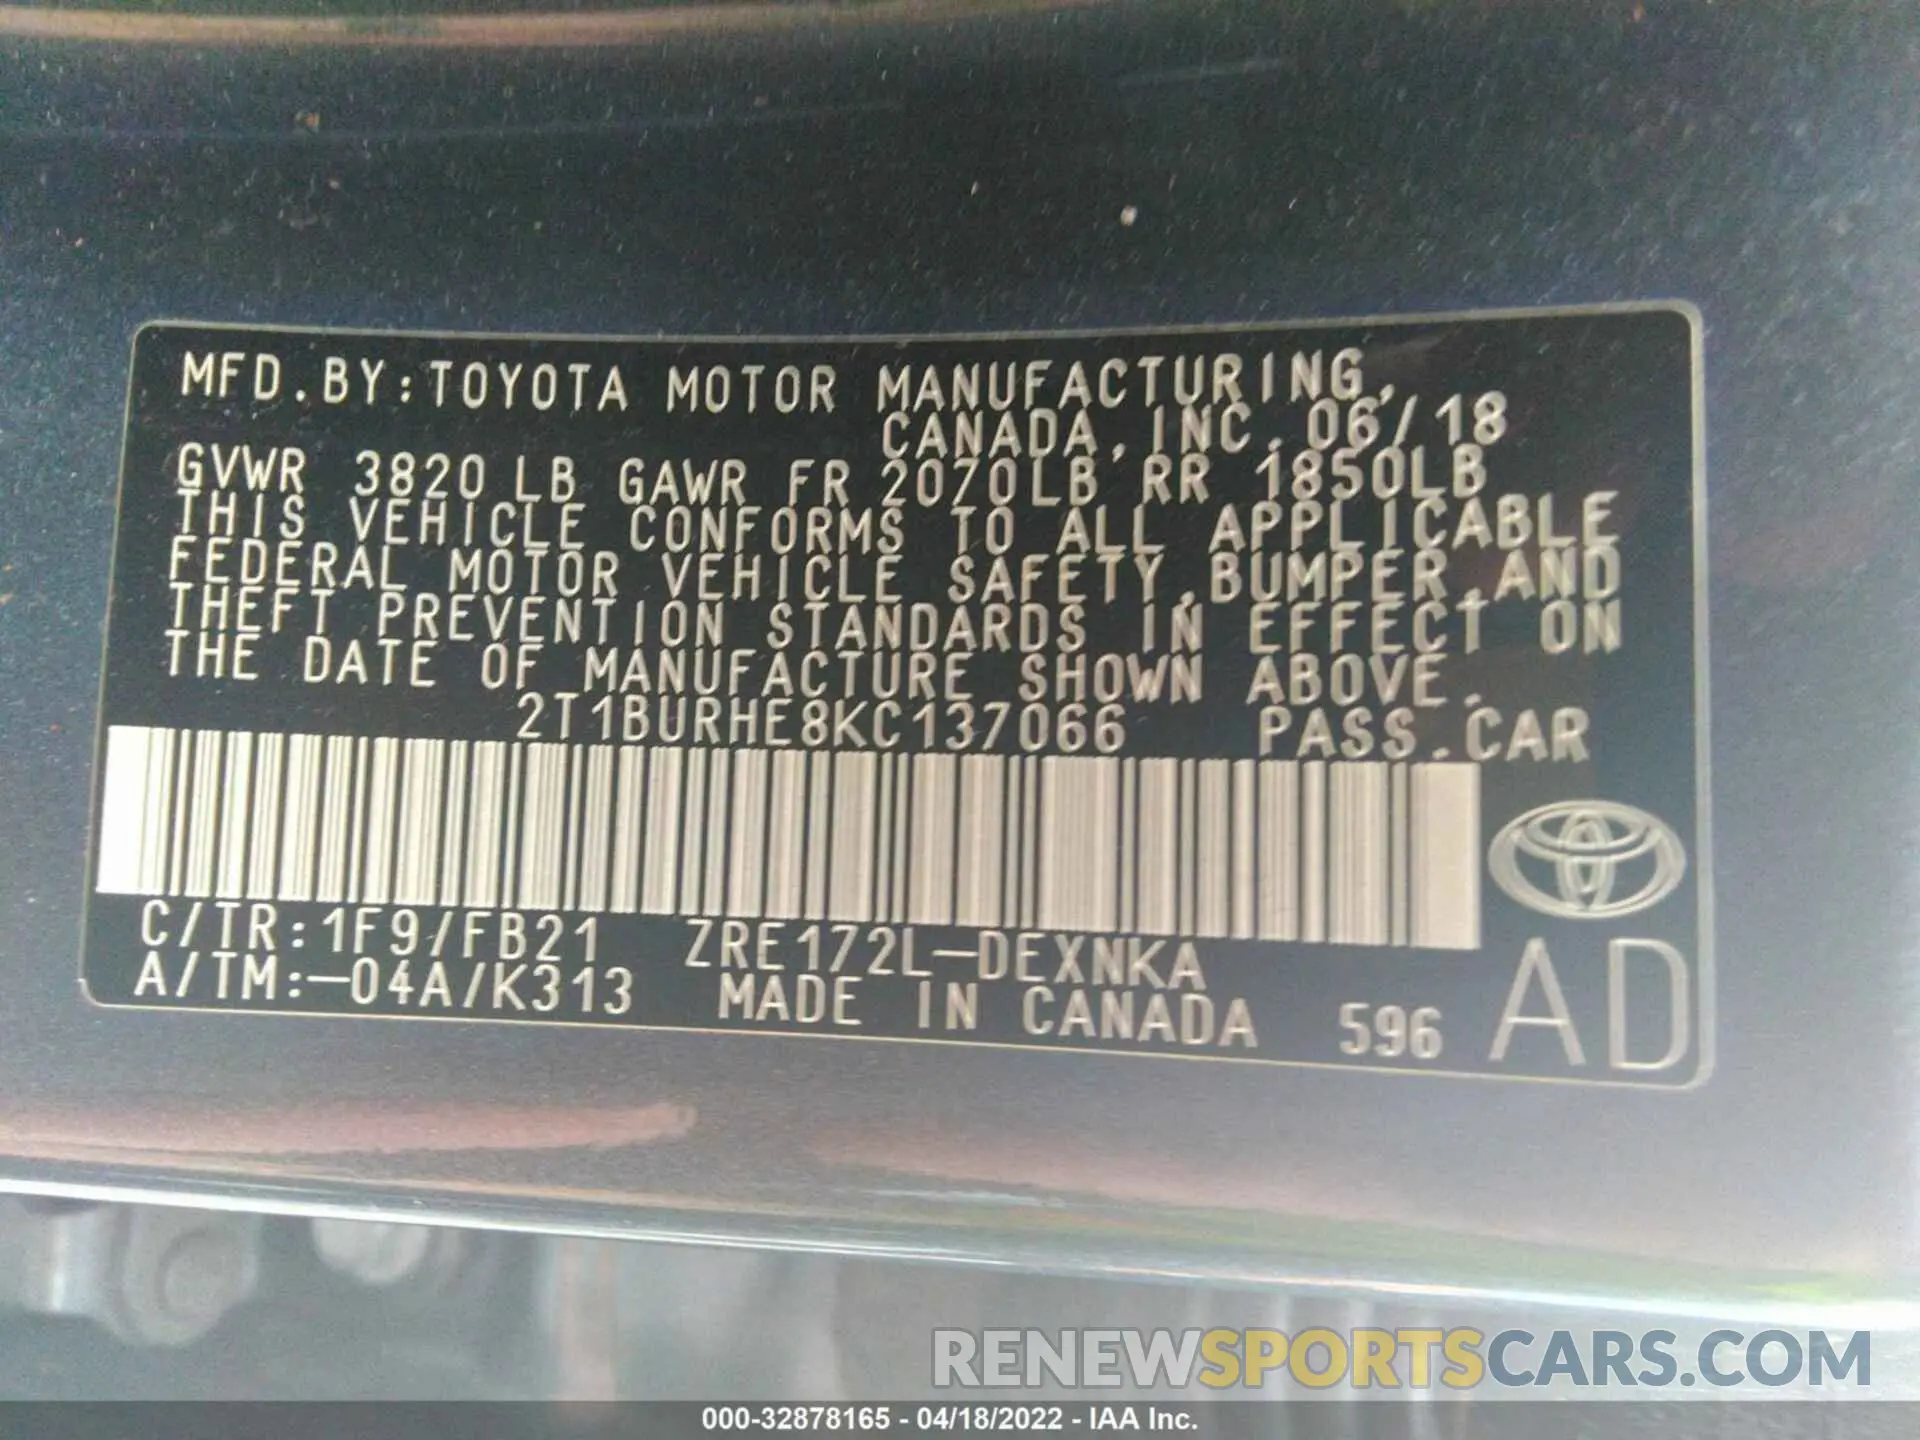 MFD.BY:TOYOTA MOTOR MANUFACTURING,
CANADA,INC. 06/18
GVWR 3820 LB GAWR FR 2070LB RR 1850LB
THIS VEHICLE CONFORMS TO ALL APPLICABLE
FEDERAL MOTOR VEHICLE SAFETY,BUMPER,AND
THEFT PREVENTION STANDARDS IN EFFECT ON
THE DATE OF MANUFACTURE SHOWN ABOVE.
2T1BURHE8KC137066 PASS.CAR
C/TR:1F9/FB21 ZRE172L-DEXNKA
A/TM:-04A/K313 MADE IN CANADA 596 AD
RENEWSPORTSCARS.COM
000-32878165 - 04/18/2022 - IAA Inc.